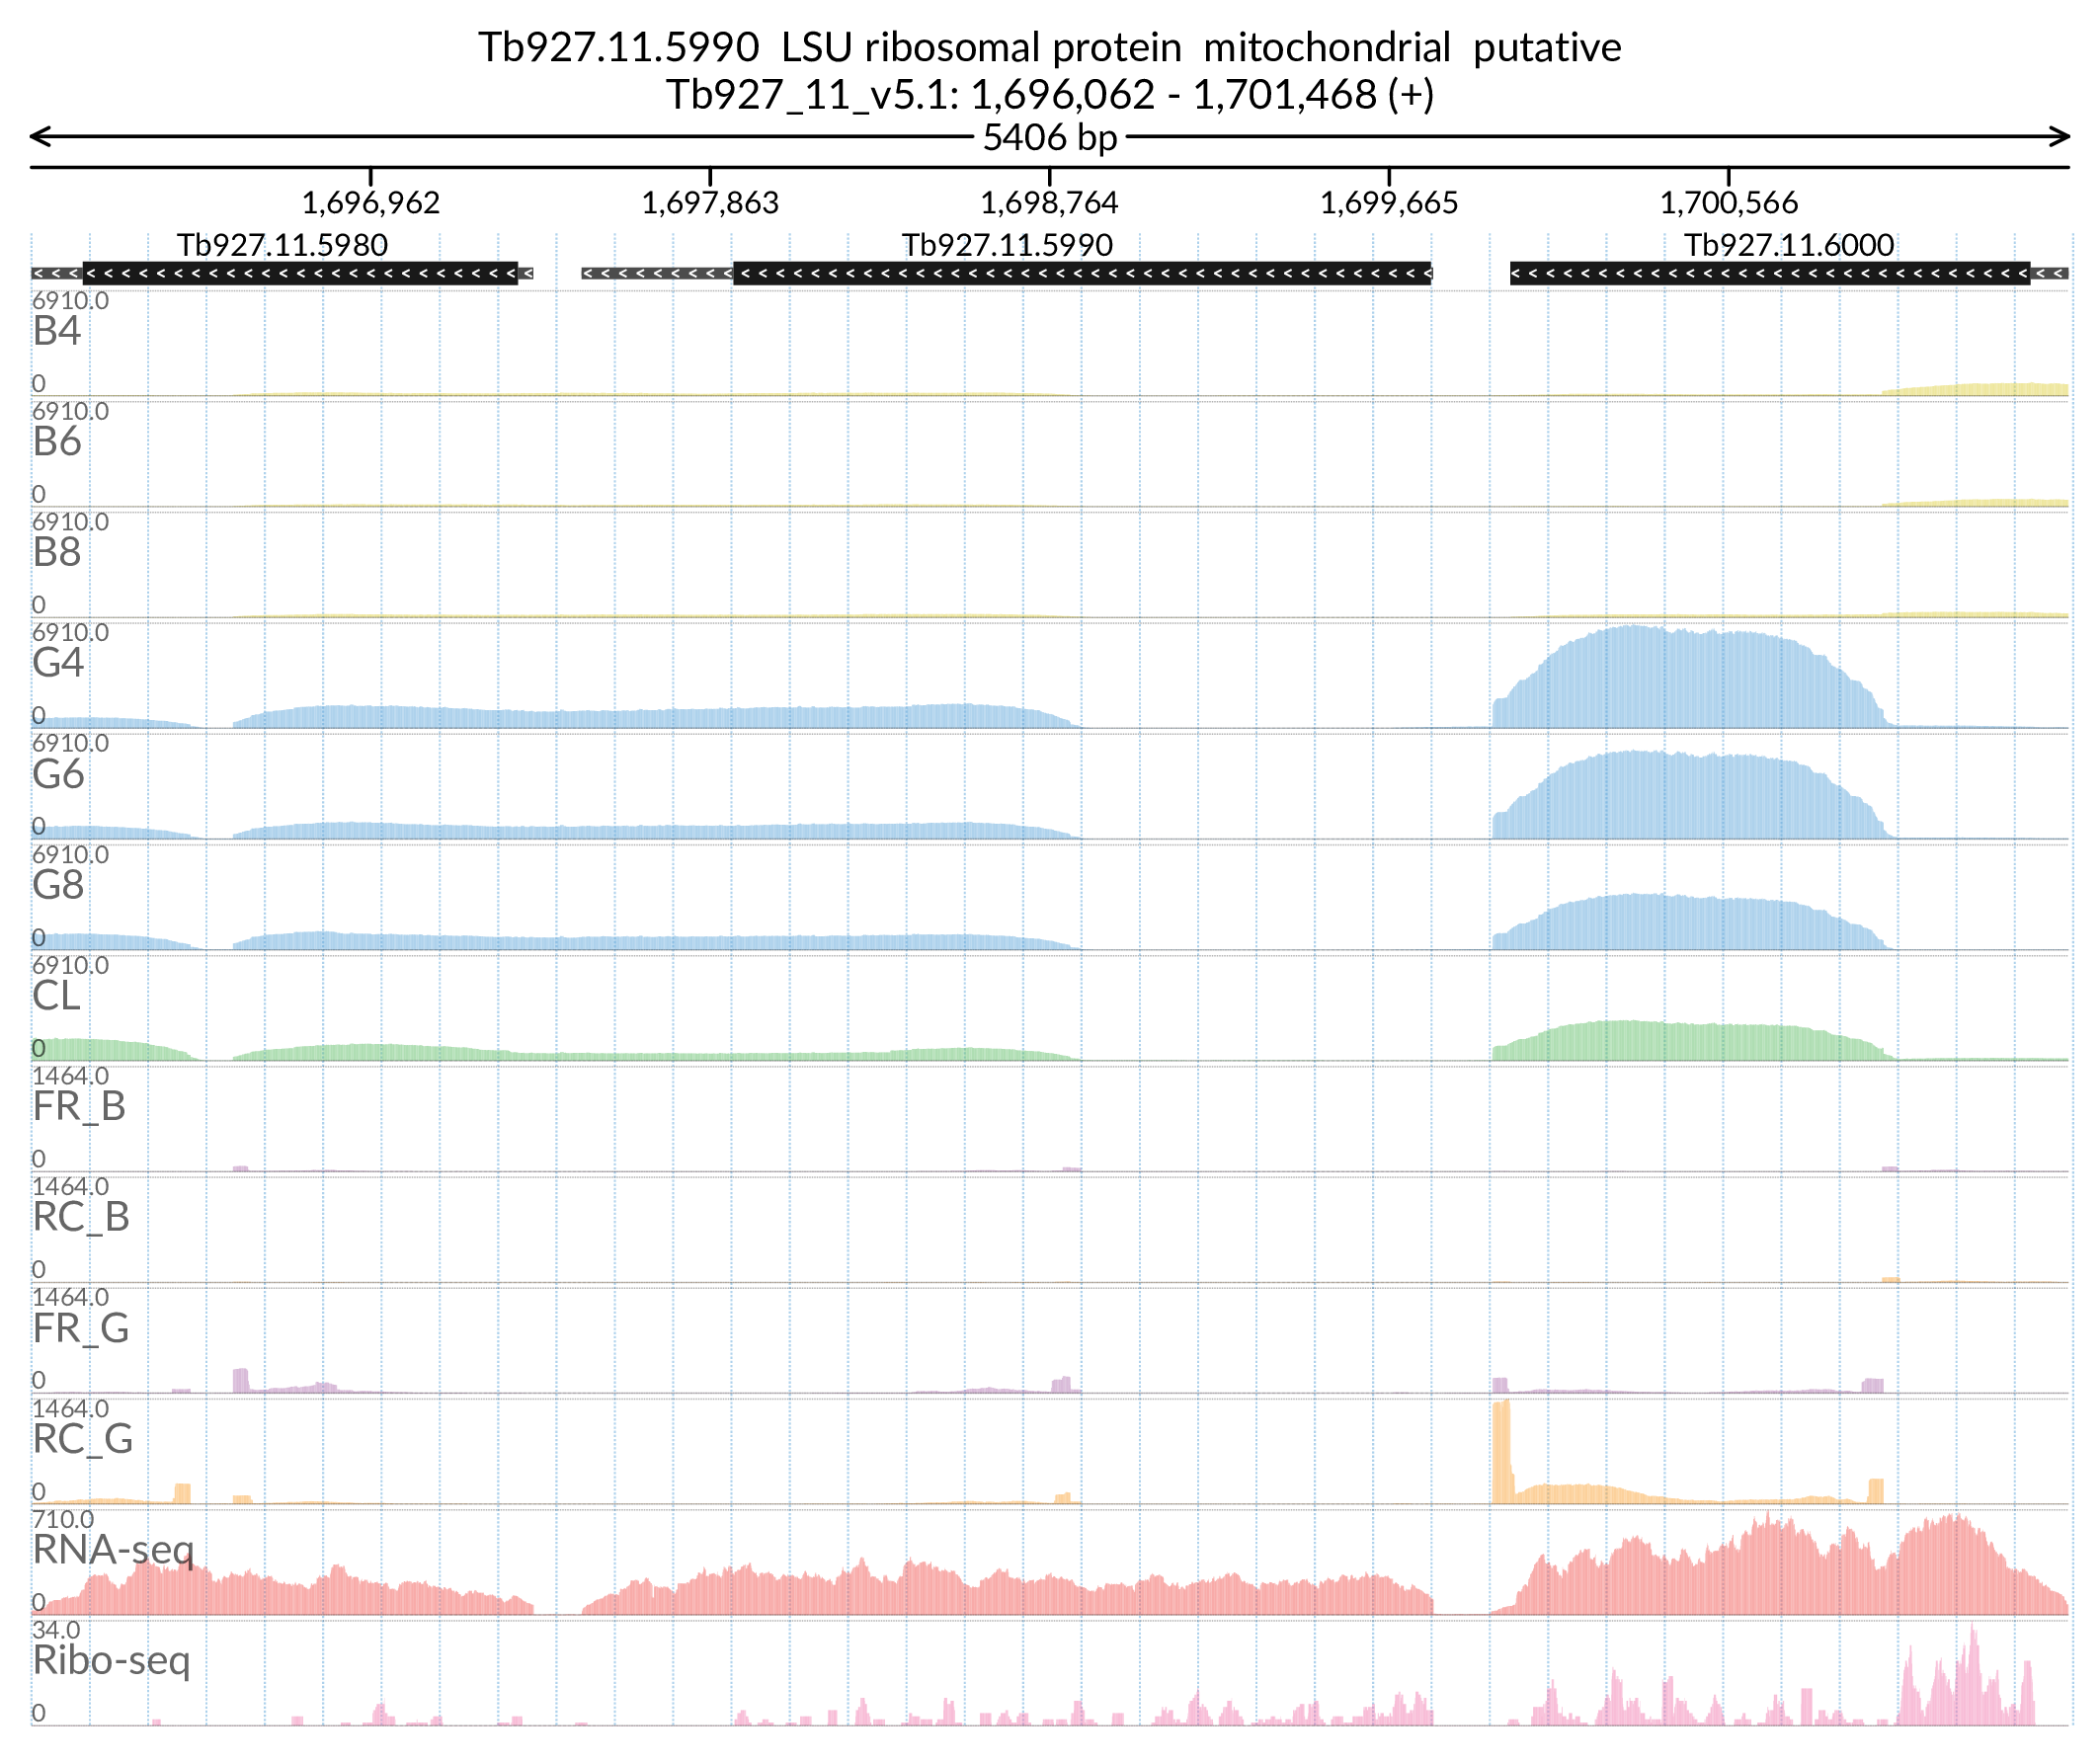 Tb927.11.5990  LSU ribosomal protein  mitochondrial  putative
Tb927_11_v5.1: 1,696,062 - 1,701,468 (+)
5406 bp
1,696,962 1,697,863 1,698,764 1,699,665 1,700,566
Tb927.11.5980 Tb927.11.5990 Tb927.11.6000
6910.0
B4
0
6910.0
B6
0
6910.0
B8
0
6910.0
G4
0
6910.0
G6
0
6910.0
G8
0
6910.0
CL
0
1464.0
FR_B
0
1464.0
RC_B
0
1464.0
FR_G
0
1464.0
RC_G
0
710.0
RNA-seq
0
34.0
Ribo-seq
0